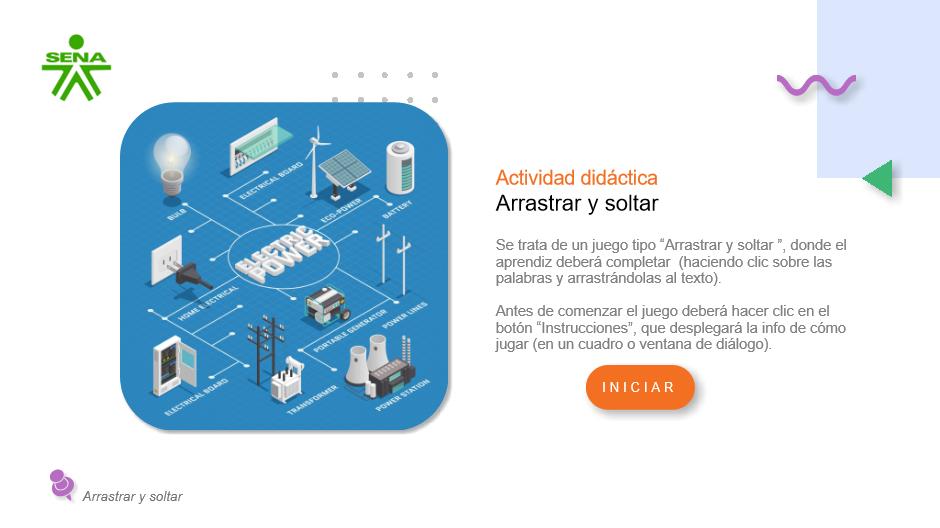 SENA
ELECTRICAL BOARD
BULB
ECO-POWER
BATTERY
ELECTRIC
POWER
HOME ELECTRICAL
PORTABLE GENERATOR
POWER LINES
ELECTRICAL BOARD
TRANSFORMER
POWER STATION
Actividad didáctica
Arrastrar y soltar
Se trata de un juego tipo “Arrastrar y soltar ”, donde el
aprendiz deberá completar (haciendo clic sobre las
palabras y arrastrándolas al texto).
Antes de comenzar el juego deberá hacer clic en el
botón “Instrucciones”, que desplegará la info de cómo
jugar (en un cuadro o ventana de diálogo).
INICIAR
Arrastrar y soltar